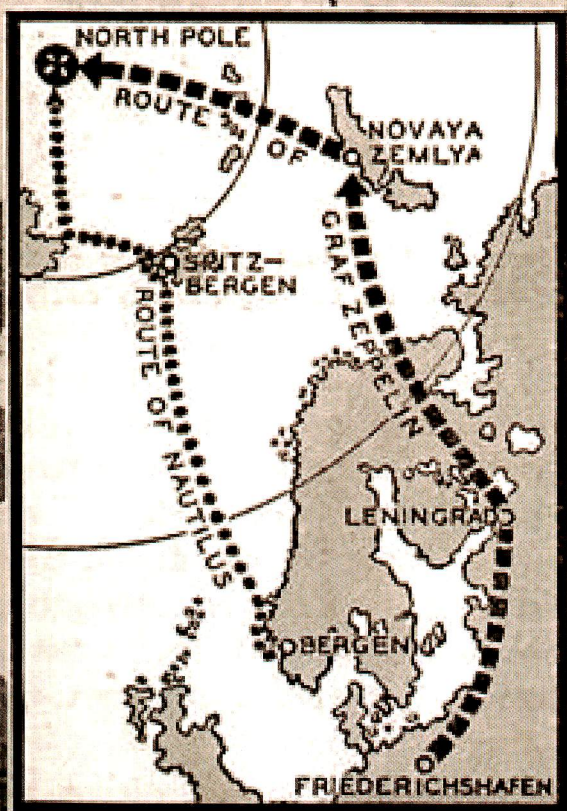 NORTH POLE
ROUTE OF
NOVAYA
ZEMLYA
GRAF ZEPPELIN
SPITZ-
BERGEN
ROUTE OF NAUTILUS
LENINGRAD
BERGEN
FRIEDERICHSHAFEN